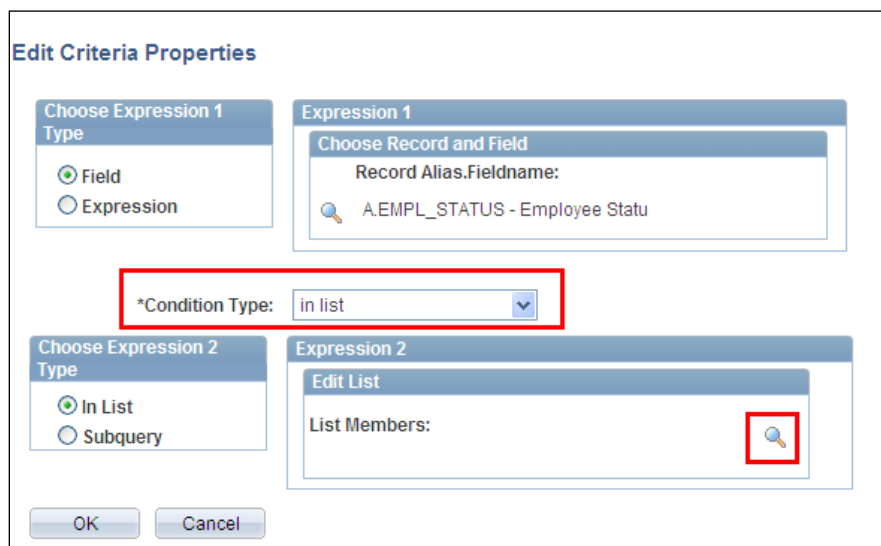 Edit Criteria Properties
Choose Expression 1
Type
Field
Expression
Expression 1
Choose Record and Field
Record Alias.Fieldname:
A.EMPL_STATUS - Employee Statu
*Condition Type:
in list
Choose Expression 2
Type
In List
Subquery
Expression 2
Edit List
List Members:
OK
Cancel